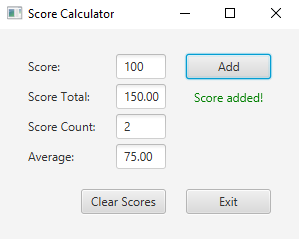 Score Calculator
Score: 100 Add
Score Total: 150.00 Score added!
Score Count: 2
Average: 75.00
Clear Scores Exit